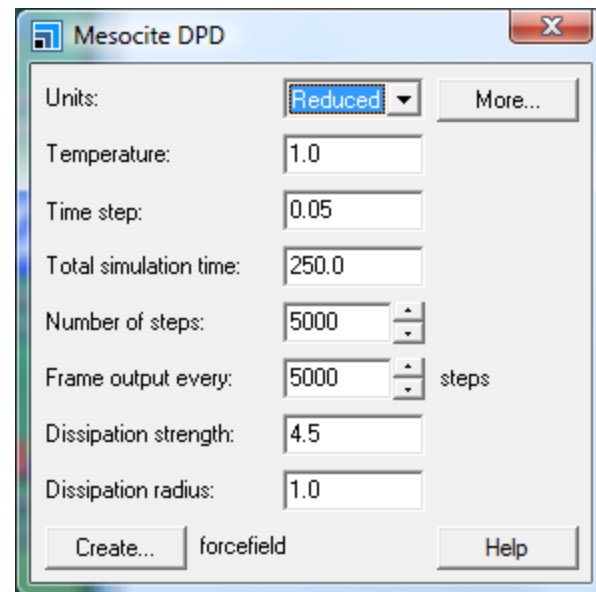 Mesocite DPD
Units: Reduced More...
Temperature: 1.0
Time step: 0.05
Total simulation time: 250.0
Number of steps: 5000
Frame output every: 5000 steps
Dissipation strength: 4.5
Dissipation radius: 1.0
Create... forcefield Help